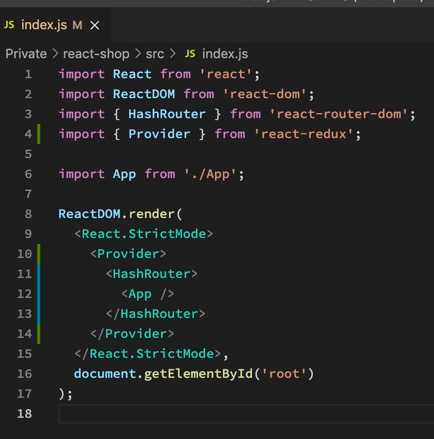 JS index.js M ×
Private > react-shop > src > JS index.js
1 import React from 'react';
2 import ReactDOM from 'react-dom';
3 import { HashRouter } from 'react-router-dom';
4 import { Provider } from 'react-redux';
5
6 import App from './App';
7
8 ReactDOM.render(
9 <React.StrictMode>
10 <Provider>
11 <HashRouter>
12 <App />
13 </HashRouter>
14 </Provider>
15 </React.StrictMode>,
16 document.getElementById('root')
17 );
18